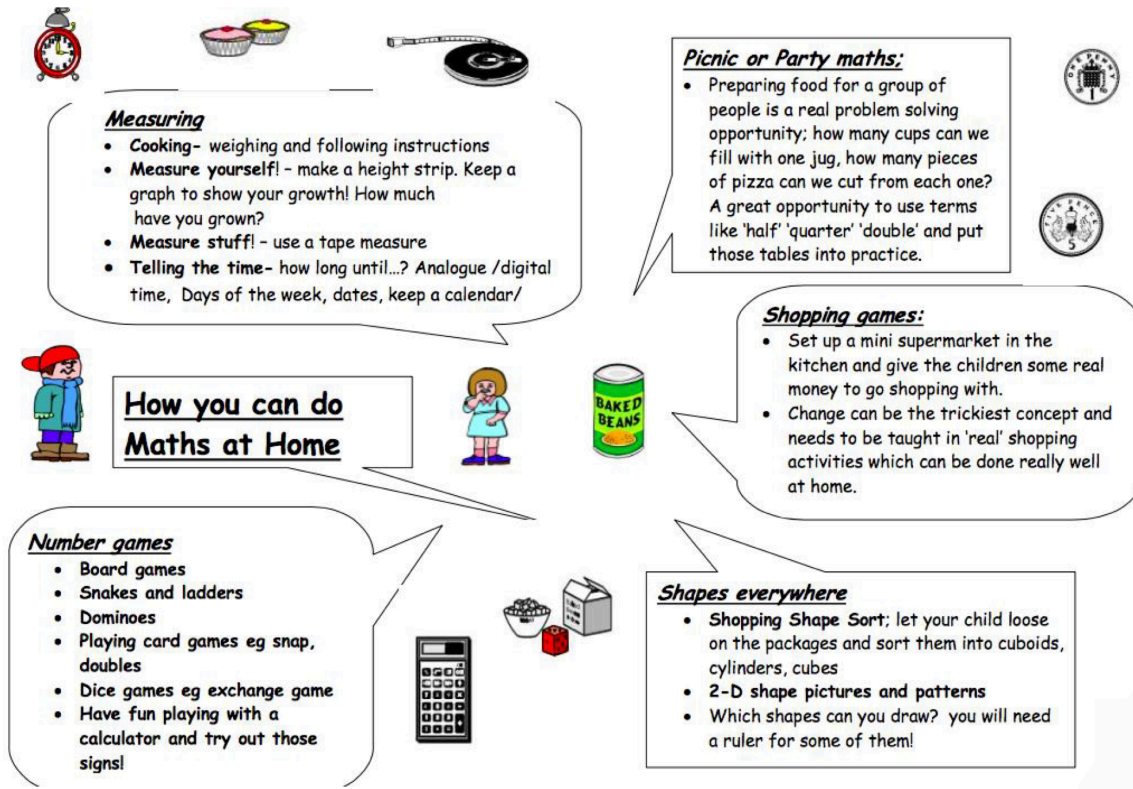 Measuring
• Cooking- weighing and following instructions
• Measure yourself! – make a height strip. Keep a
graph to show your growth! How much
have you grown?
• Measure stuff! – use a tape measure
• Telling the time- how long until…? Analogue /digital
time, Days of the week, dates, keep a calendar/
Picnic or Party maths;
• Preparing food for a group of
people is a real problem solving
opportunity; how many cups can we
fill with one jug, how many pieces
of pizza can we cut from each one?
A great opportunity to use terms
like ‘half’ ‘quarter’ ‘double’ and put
those tables into practice.
ONE PENNY
1
FIVE PENCE
5
How you can do
Maths at Home
BAKED
BEANS
Shopping games:
• Set up a mini supermarket in the
kitchen and give the children some real
money to go shopping with.
• Change can be the trickiest concept and
needs to be taught in ‘real’ shopping
activities which can be done really well
at home.
Number games
• Board games
• Snakes and ladders
• Dominoes
• Playing card games eg snap,
doubles
• Dice games eg exchange game
• Have fun playing with a
calculator and try out those
signs!
Shapes everywhere
• Shopping Shape Sort; let your child loose
on the packages and sort them into cuboids,
cylinders, cubes
• 2-D shape pictures and patterns
• Which shapes can you draw? you will need
a ruler for some of them!